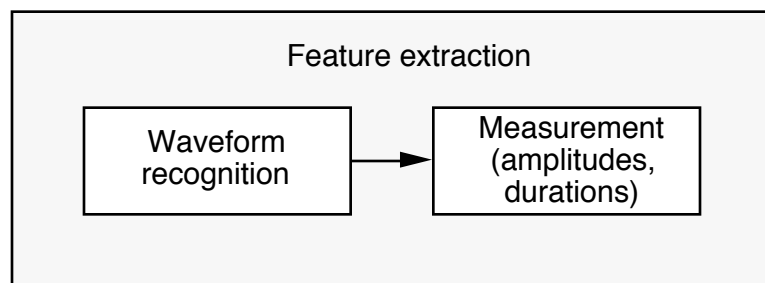 Feature extraction
Waveform
recognition
Measurement
(amplitudes,
durations)